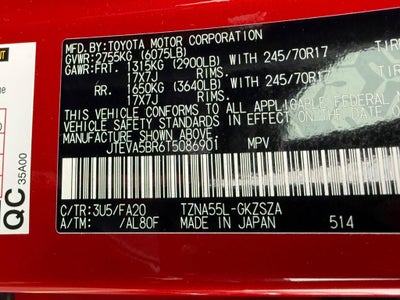 MFD.BY:TOYOTA MOTOR CORPORATION
GVWR:2755KG (6075LB)
GAWR: FRT. 1315KG (2900LB) WITH 245/70R17 TIR
17X7J RIMS.
RR. 1650KG (3640LB) WITH 245/70R17 TIR
17X7J RIMS.
THIS VEHICLE CONFORMS TO ALL APPLICABLE FEDERAL
VEHICLE SAFETY STANDARDS IN EFFECT ON THE
MANUFACTURE SHOWN ABOVE.
JTEVA5BR6T5086901 MPV
C/TR:3U5/FA20 TZNA55L-GKZSZA
A/TM: /AL80F MADE IN JAPAN 514
QC
35A00